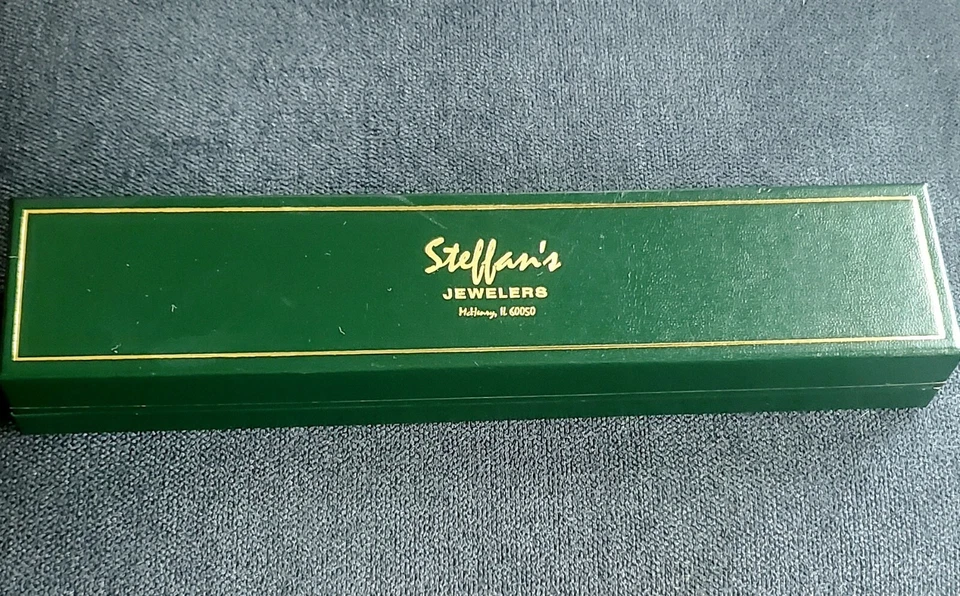 Steffan's
JEWELERS
McHenry, IL 60050